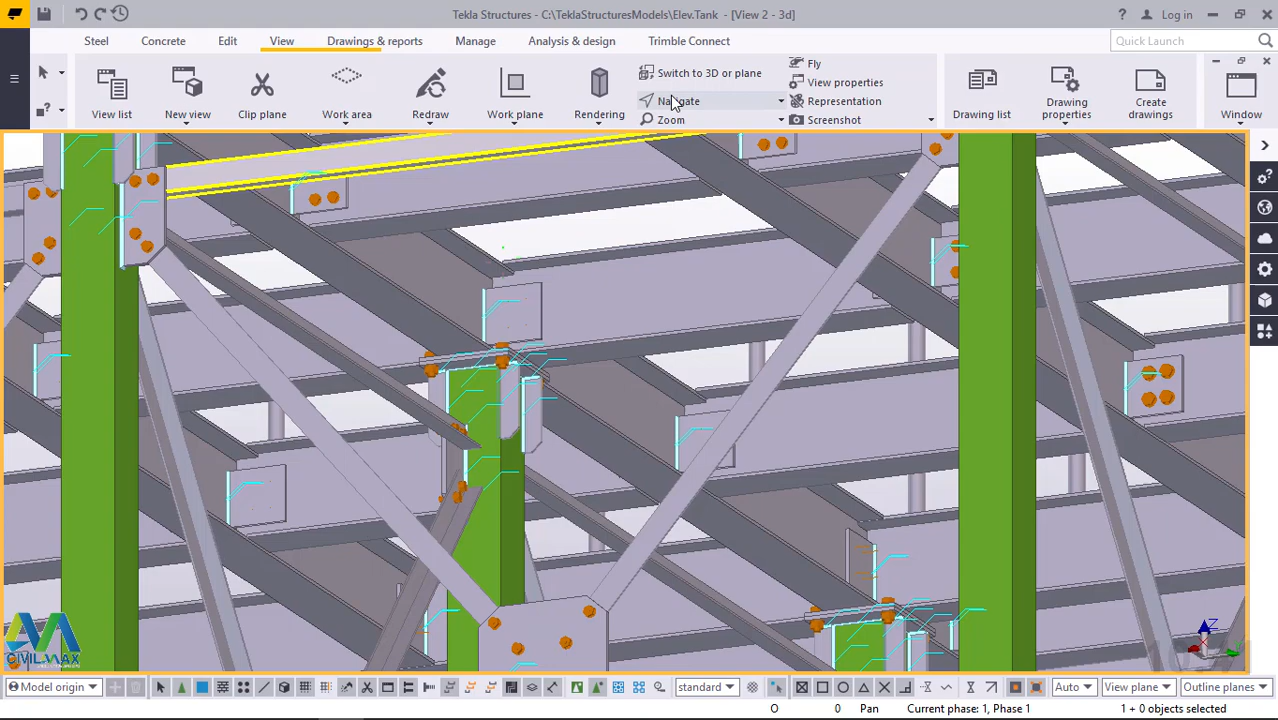 Tekla Structures - C:\TeklaStructuresModels\Elev.Tank - [View 2 - 3d]
? Log in
Steel Concrete Edit View Drawings & reports Manage Analysis & design Trimble Connect Quick Launch
View list
New view
Clip plane
Work area
Redraw
Work plane
Rendering
Switch to 3D or plane
Navigate
Zoom
Fly
View properties
Representation
Screenshot
Drawing list
Drawing properties
Create drawings
Window
CIVILMAX
Z
Model origin
standard
Auto
View plane
Outline planes
O 0 Pan Current phase: 1, Phase 1 1 + 0 objects selected